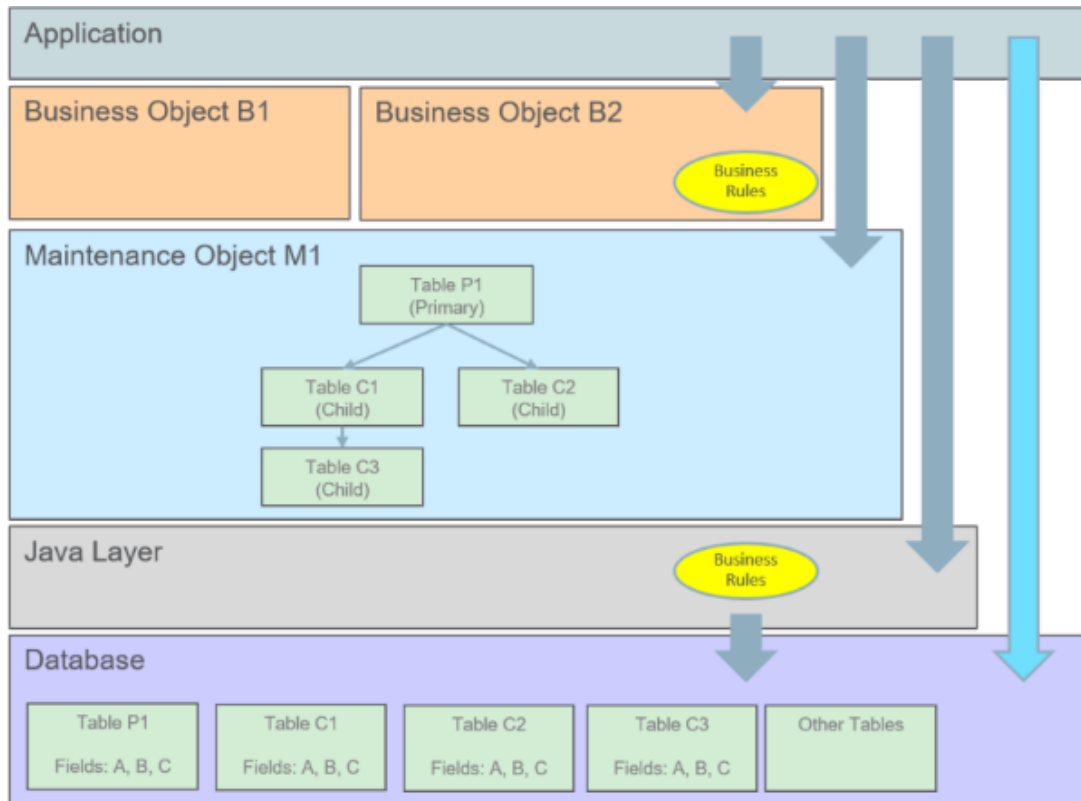 Application
Business Object B1
Business Object B2
Business
Rules
Maintenance Object M1
Table P1
(Primary)
Table C1
(Child)
Table C2
(Child)
Table C3
(Child)
Java Layer
Business
Rules
Database
Table P1
Fields: A, B, C
Table C1
Fields: A, B, C
Table C2
Fields: A, B, C
Table C3
Fields: A, B, C
Other Tables